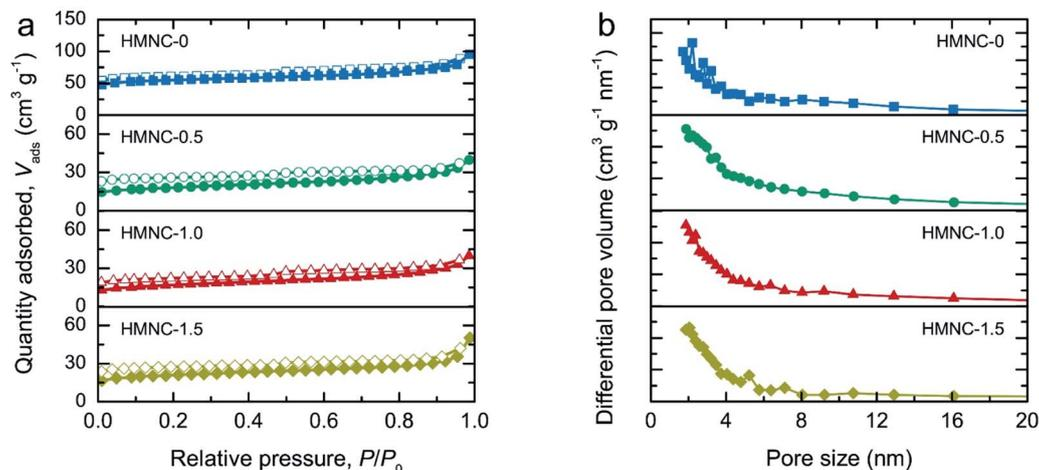 a
Quantity adsorbed, Vads (cm³ g⁻¹)
150
100
50
0
HMNC-0
60
30
0
HMNC-0.5
60
30
0
HMNC-1.0
60
30
0
HMNC-1.5
0.0 0.2 0.4 0.6 0.8 1.0
Relative pressure, P/P₀
b
Differential pore volume (cm³ g⁻¹ nm⁻¹)
HMNC-0
HMNC-0.5
HMNC-1.0
HMNC-1.5
0 4 8 12 16 20
Pore size (nm)